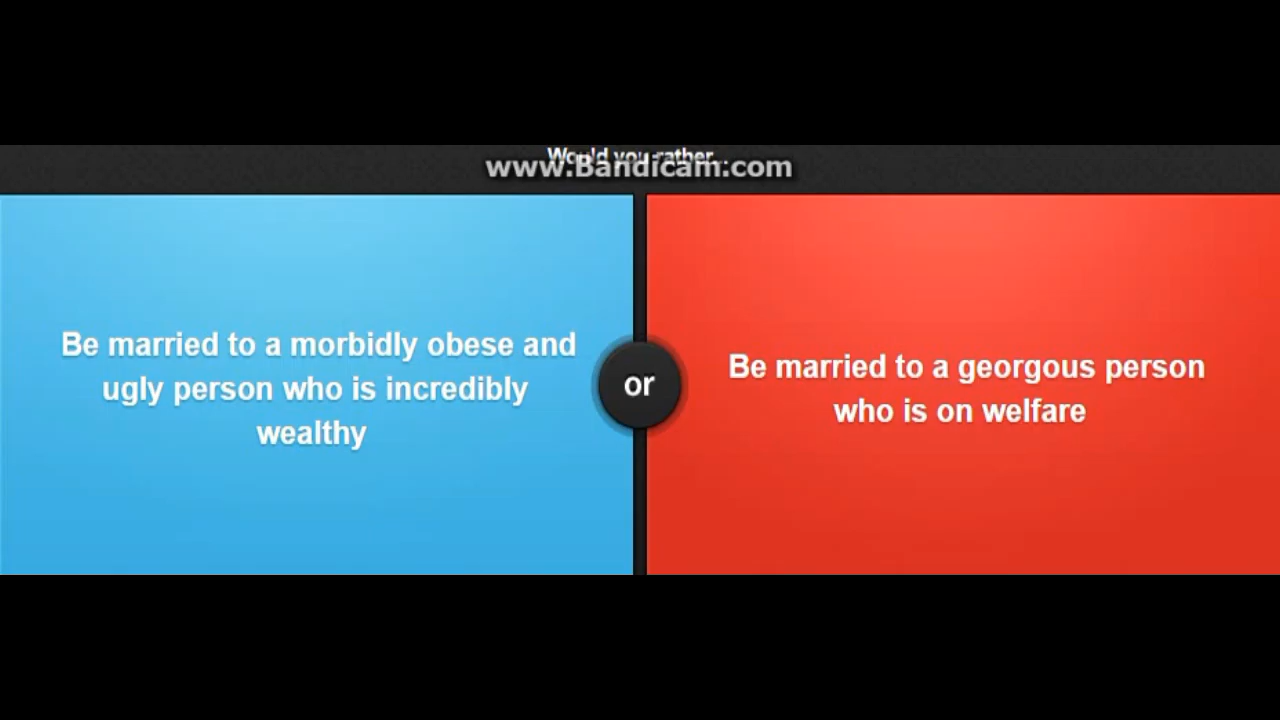 Would you rather...
www.Bandicam.com
Be married to a morbidly obese and
ugly person who is incredibly
wealthy
or
Be married to a georgous person
who is on welfare